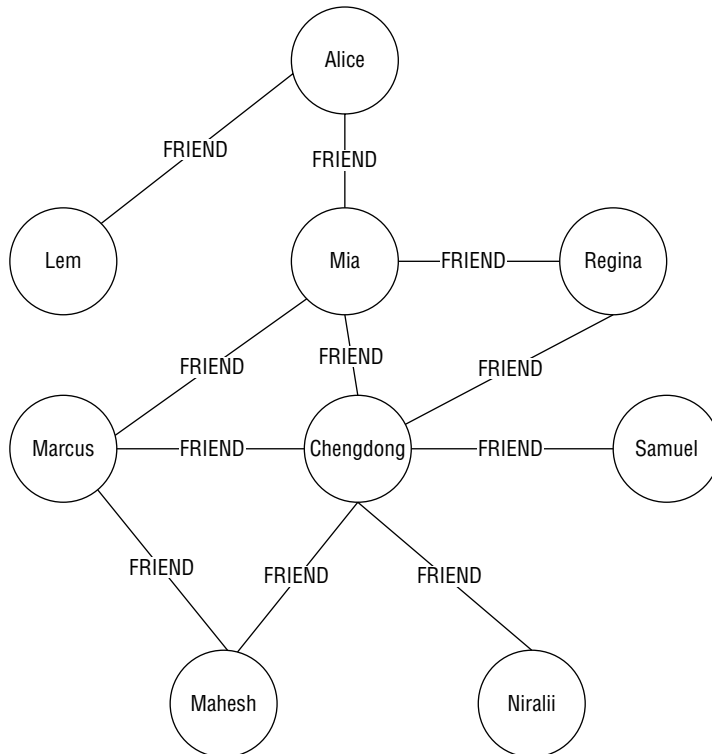 Alice
FRIEND
FRIEND
Lem
Mia
FRIEND
Regina
FRIEND
FRIEND
FRIEND
Marcus
FRIEND
Chengdong
FRIEND
Samuel
FRIEND
FRIEND
FRIEND
Mahesh
Niralii